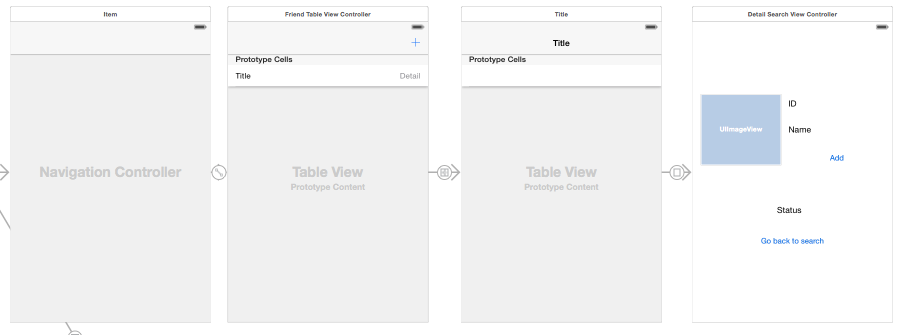 Item
Navigation Controller
Friend Table View Controller
+
Prototype Cells
Title
Detail
Table View
Prototype Content
Title
Title
Prototype Cells
Table View
Prototype Content
Detail Search View Controller
UIImageView
ID
Name
Add
Status
Go back to search